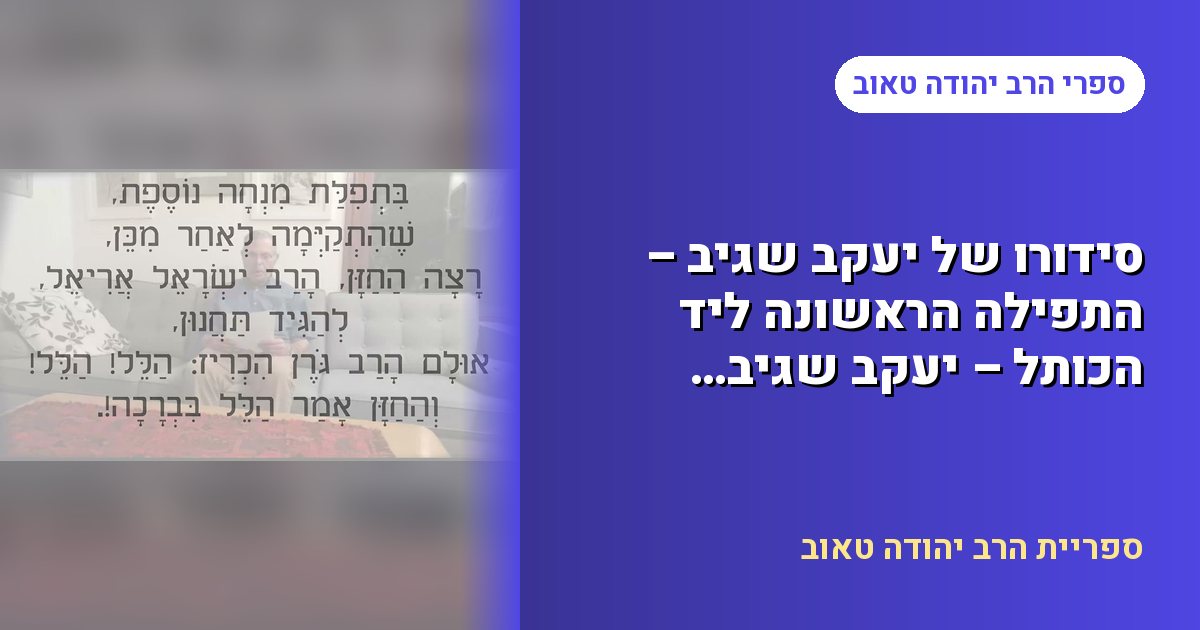 ספרי הרב יהודה טאוב
סידורו של יעקב שגיב –
התפילה הראשונה ליד
הכותל – יעקב שגיב...
ספריית הרב יהודה טאוב
בִּתְפִלַּת מִנְחָה נוֹסֶפֶת,
שֶׁהִתְקַיְּמָה לְאַחַר מִכֵּן,
רָצָה הַחַזָּן, הָרַב יִשְׂרָאֵל אֲרִיאֵל,
לְהַגִּיד תַּחֲנוּן,
אוּלָם הָרַב גֹּרֶן הִכְרִיז: הַלֵּל! הַלֵּל!
וְהַחַזָּן אָמַר הַלֵּל בִּבְרָכָה!.